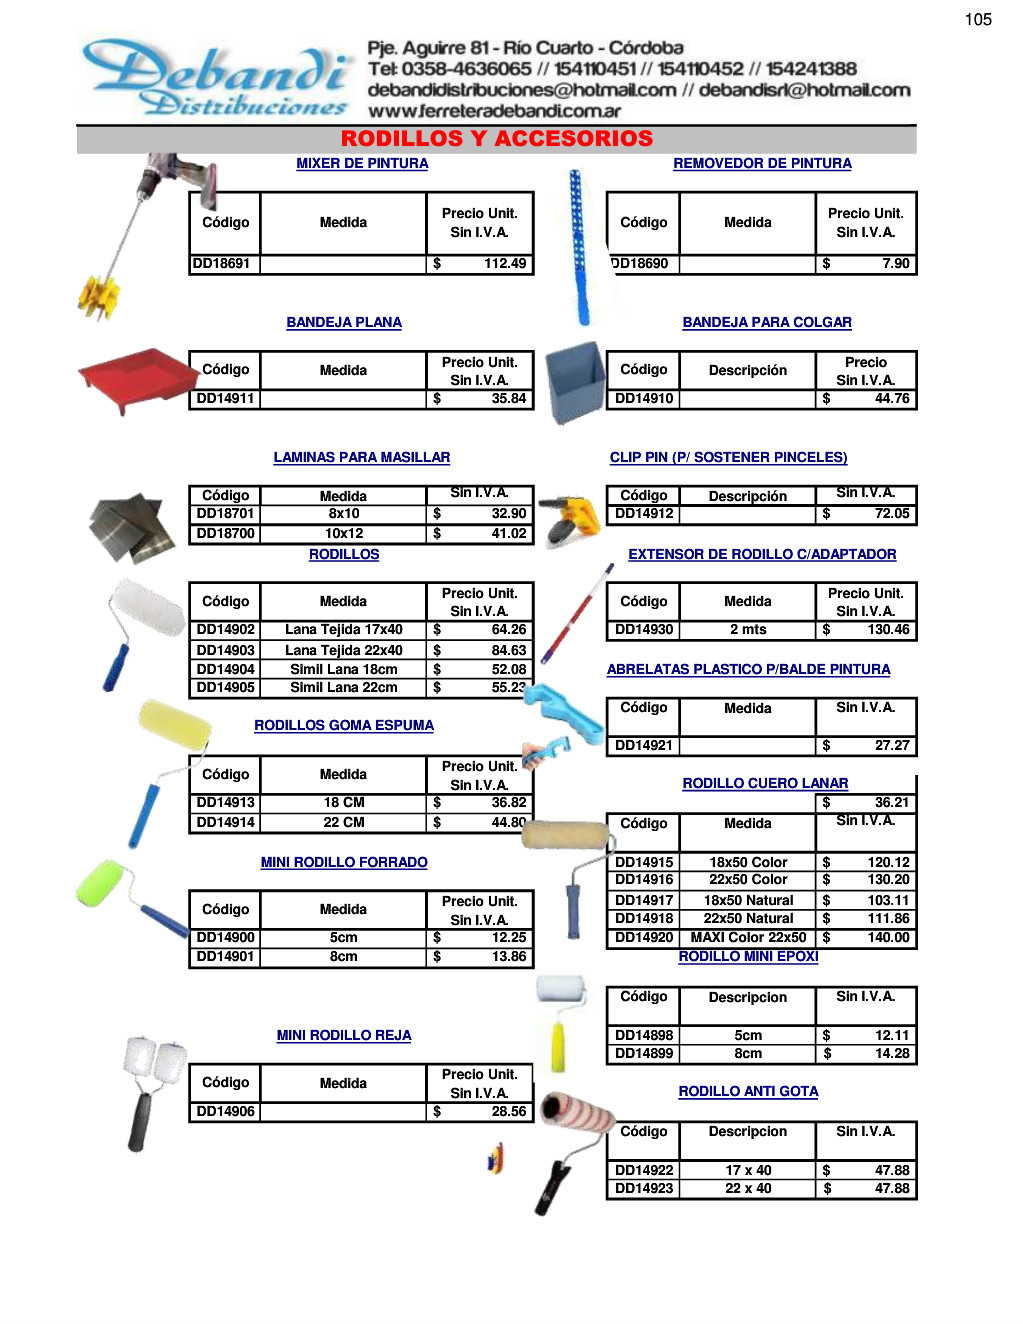 105
Debandi
Distribuciones
Pje. Aguirre 81 - Río Cuarto - Córdoba
Tel: 0358-4636065 // 154110451 // 154110452 // 154241388
debandidistribuciones@hotmail.com // debandisrl@hotmail.com
www.ferreteradebandi.com.ar
RODILLOS Y ACCESORIOS
MIXER DE PINTURA
Código Medida Precio Unit. Sin I.V.A.
DD18691 $ 112.49
REMOVEDOR DE PINTURA
Código Medida Precio Unit. Sin I.V.A.
DD18690 $ 7.90
BANDEJA PLANA
Código Medida Precio Unit. Sin I.V.A.
DD14911 $ 35.84
BANDEJA PARA COLGAR
Código Descripción Precio Sin I.V.A.
DD14910 $ 44.76
LAMINAS PARA MASILLAR
Código Medida Sin I.V.A.
DD18701 8x10 $ 32.90
DD18700 10x12 $ 41.02
CLIP PIN (P/ SOSTENER PINCELES)
Código Descripción Sin I.V.A.
DD14912 $ 72.05
RODILLOS
Código Medida Precio Unit. Sin I.V.A.
DD14902 Lana Tejida 17x40 $ 64.26
DD14903 Lana Tejida 22x40 $ 84.63
DD14904 Simil Lana 18cm $ 52.08
DD14905 Simil Lana 22cm $ 55.23
EXTENSOR DE RODILLO C/ADAPTADOR
Código Medida Precio Unit. Sin I.V.A.
DD14930 2 mts $ 130.46
ABRELATAS PLASTICO P/BALDE PINTURA
Código Medida Sin I.V.A.
DD14921 $ 27.27
RODILLOS GOMA ESPUMA
Código Medida Precio Unit. Sin I.V.A.
DD14913 18 CM $ 36.82
DD14914 22 CM $ 44.80
RODILLO CUERO LANAR
$ 36.21
Código Medida Sin I.V.A.
DD14915 18x50 Color $ 120.12
DD14916 22x50 Color $ 130.20
DD14917 18x50 Natural $ 103.11
DD14918 22x50 Natural $ 111.86
DD14920 MAXI Color 22x50 $ 140.00
MINI RODILLO FORRADO
Código Medida Precio Unit. Sin I.V.A.
DD14900 5cm $ 12.25
DD14901 8cm $ 13.86
RODILLO MINI EPOXI
Código Descripcion Sin I.V.A.
DD14898 5cm $ 12.11
DD14899 8cm $ 14.28
MINI RODILLO REJA
Código Medida Precio Unit. Sin I.V.A.
DD14906 $ 28.56
RODILLO ANTI GOTA
Código Descripcion Sin I.V.A.
DD14922 17 x 40 $ 47.88
DD14923 22 x 40 $ 47.88